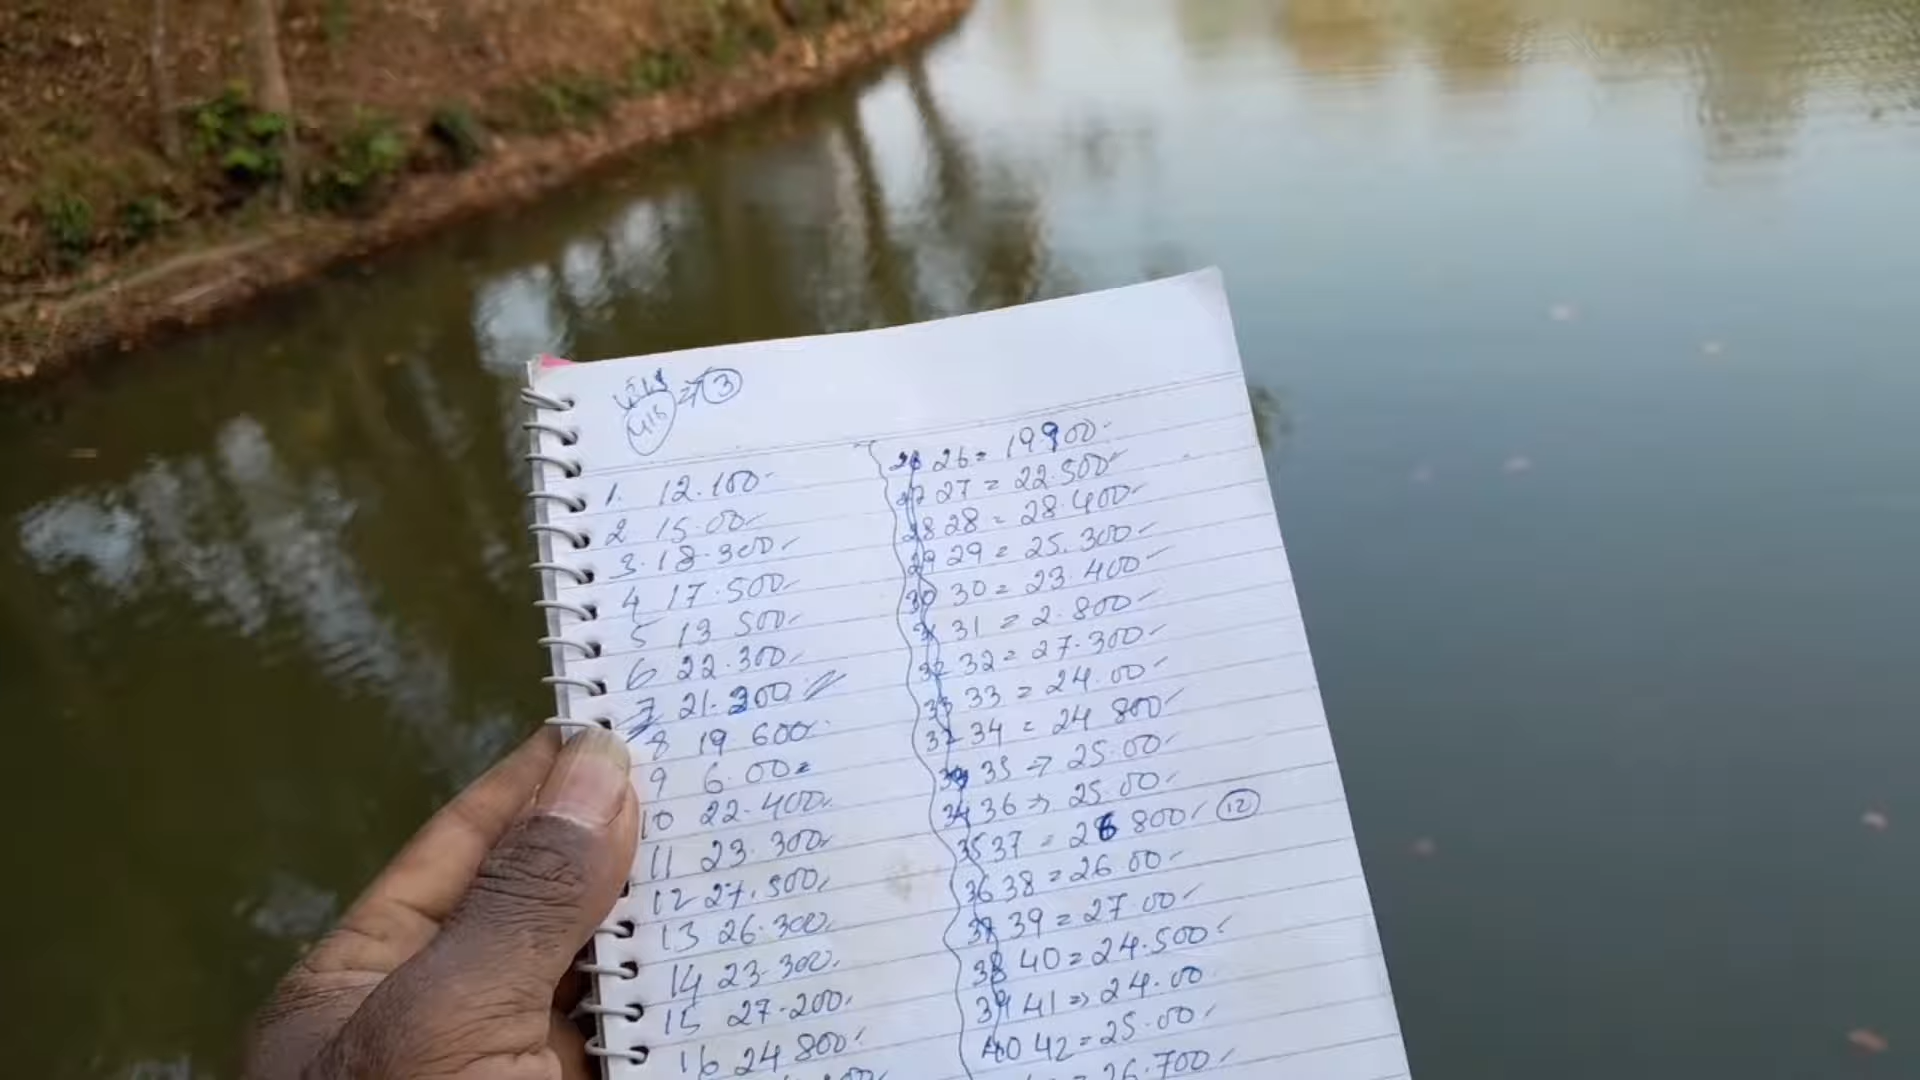 ⇒ 3
1. 12.100-
2 15.00-
3. 18.300-
4 17.500-
5 13 500-
6 22.300-
7 21.200
8 19 600-
9 6.00=
10 22.400-
11 23.300-
12 27.500-
13 26.300-
14 23.300-
15 27-200-
16 24 800-
26 = 19900-
27 = 22.500-
28 = 28.400-
29 = 25.300-
30 = 23.400-
31 = 2.800-
32 = 27.300-
33 = 24.00-
34 = 24 800-
35 ⇒ 25.00-
36 ⇒ 25.00-
37 = 26 800- 12
38 = 26 00-
39 = 27.00-
40 = 24.500-
41 ⇒ 24.00
42 = 25.00-
= 26.700-